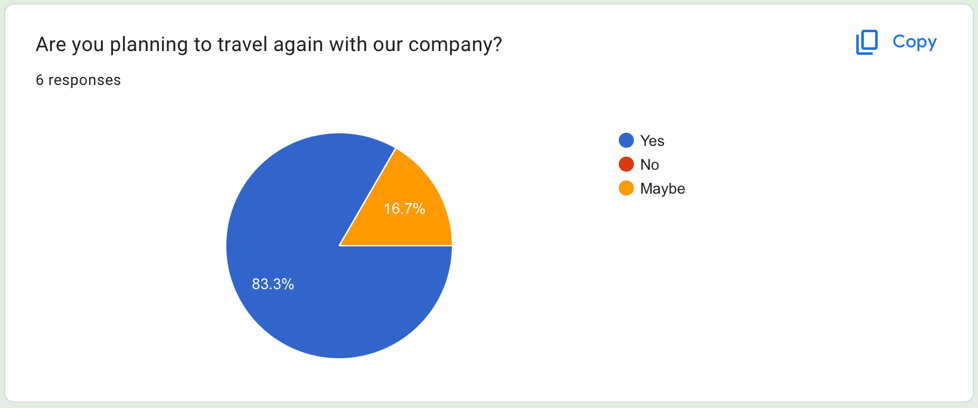 Are you planning to travel again with our company?
Copy
6 responses
Yes
No
Maybe
16.7%
83.3%